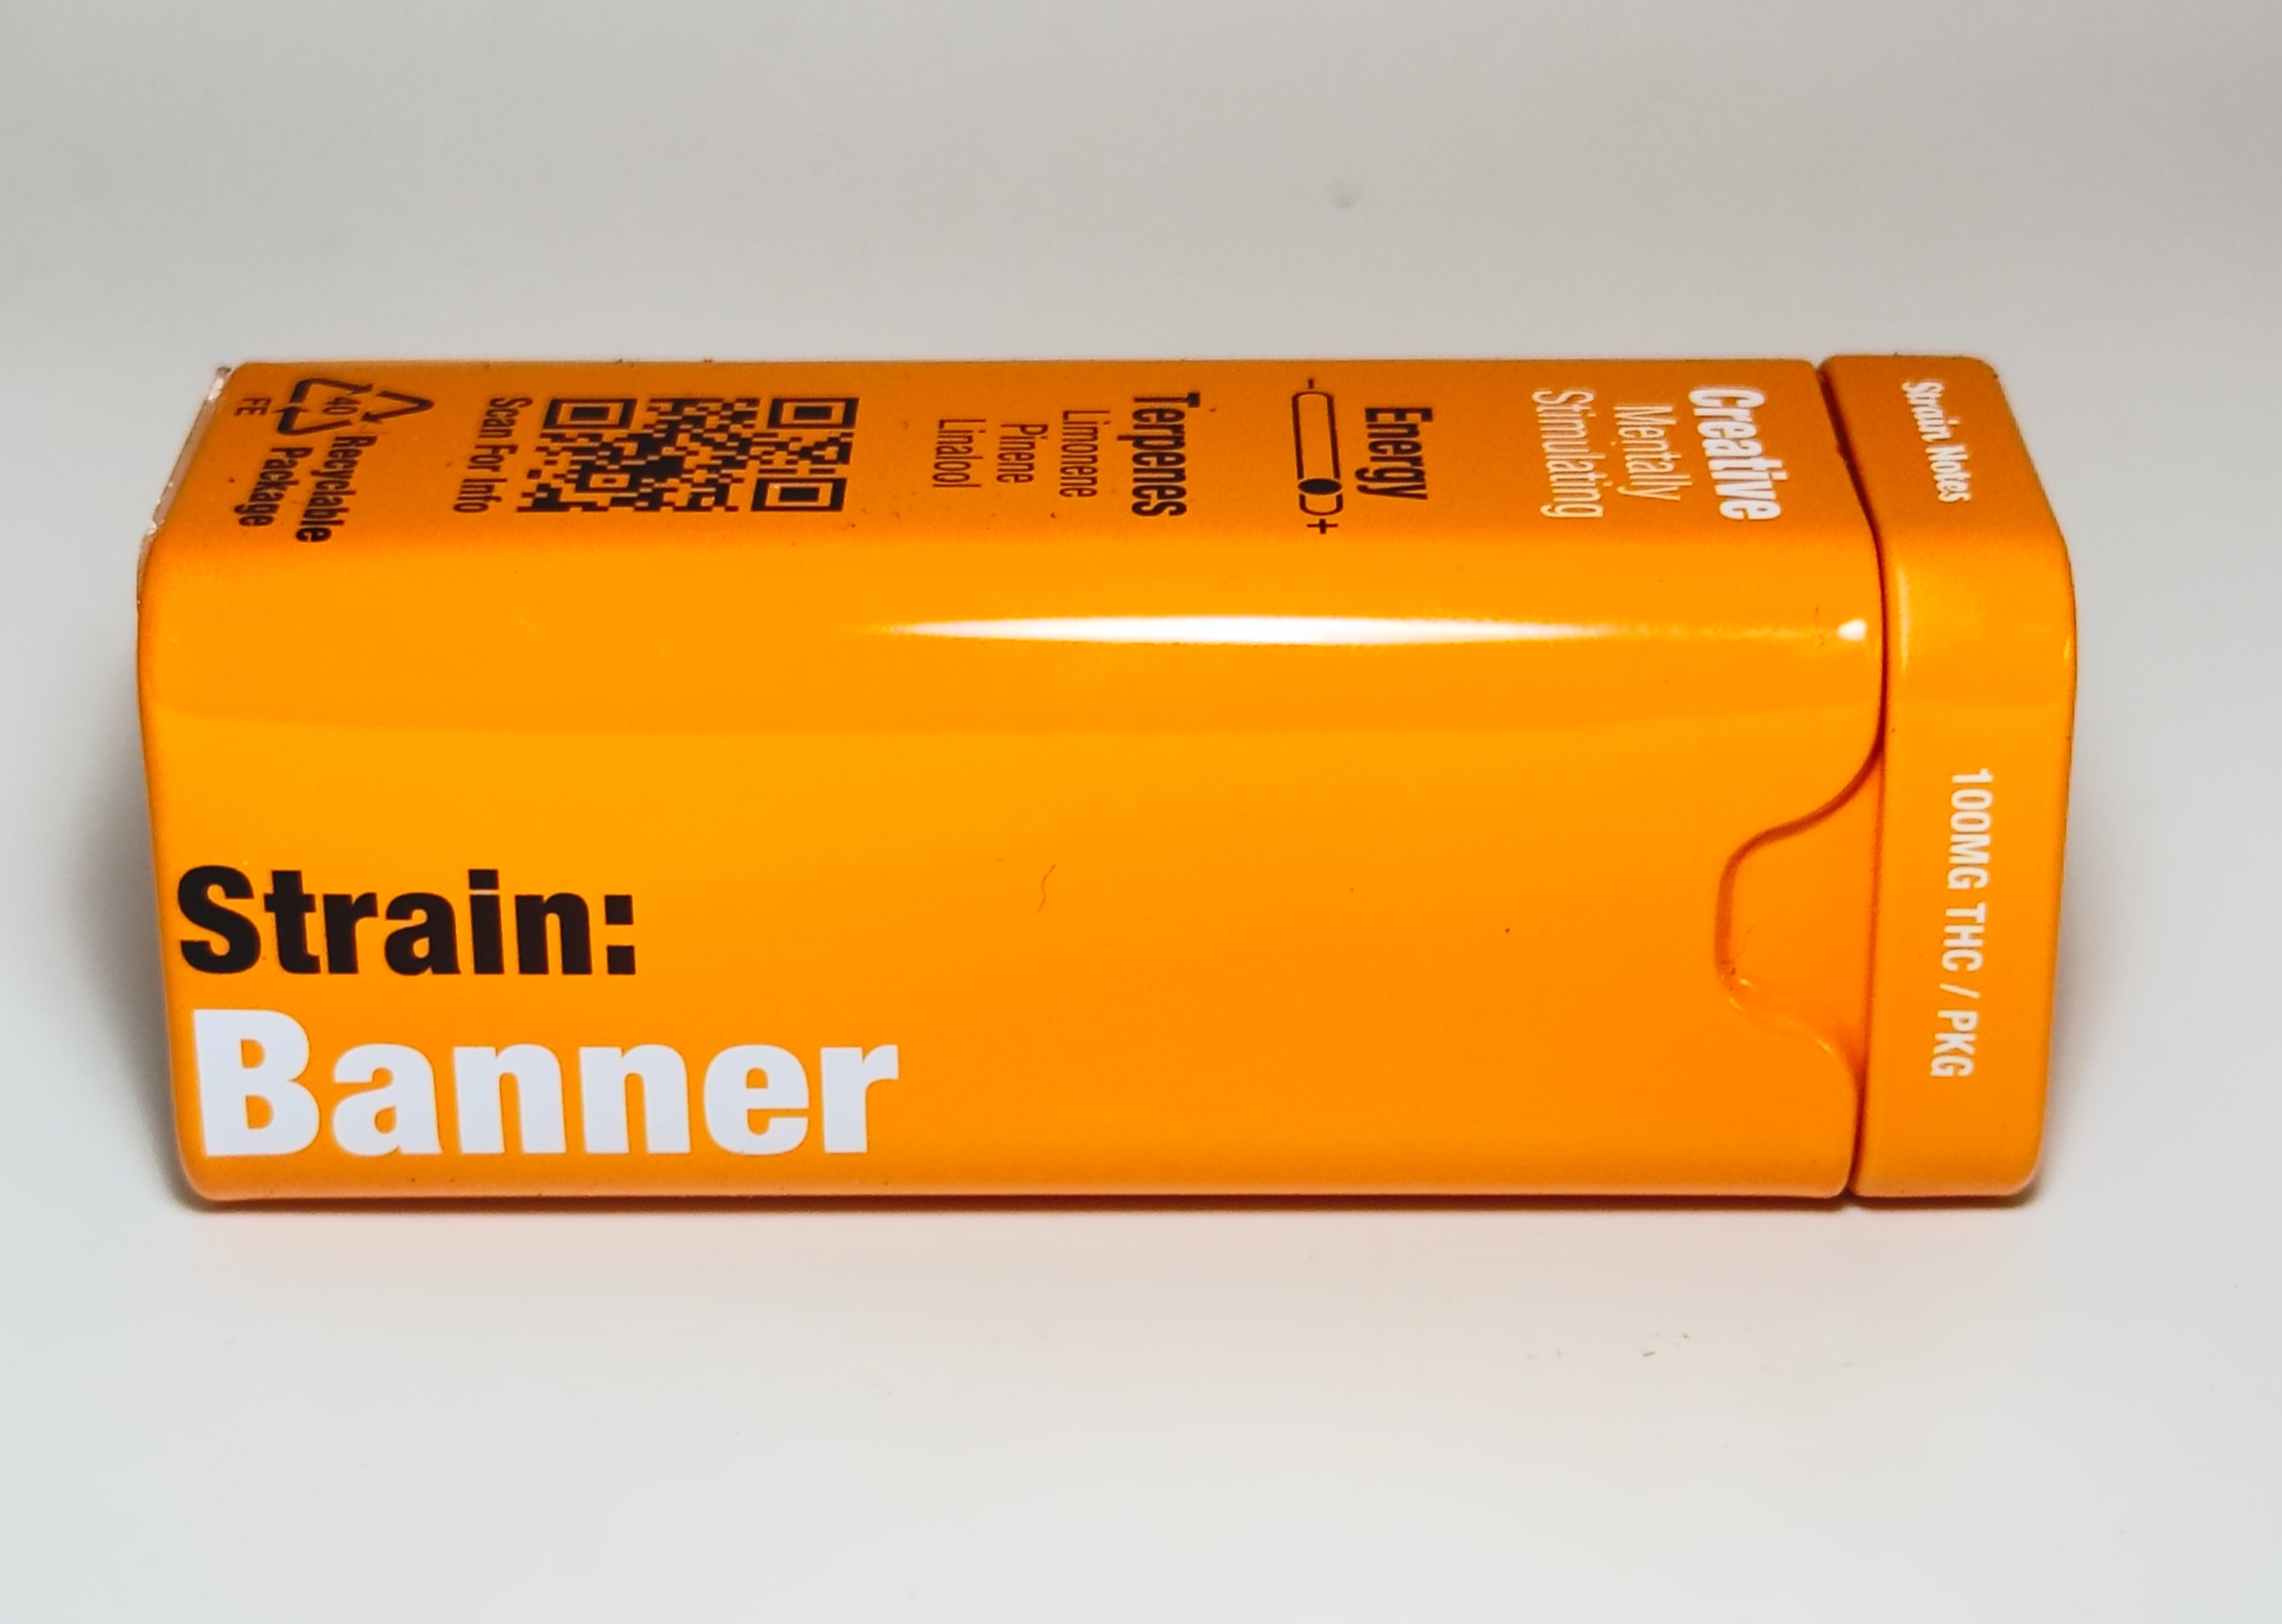 Strain Notes
Creative
Mentally
Stimulating
Energy
- +
Terpenes
Limonene
Pinene
Linalool
Scan For Info
40
FE
Recyclable
Package
100MG THC / PKG
Strain:
Banner